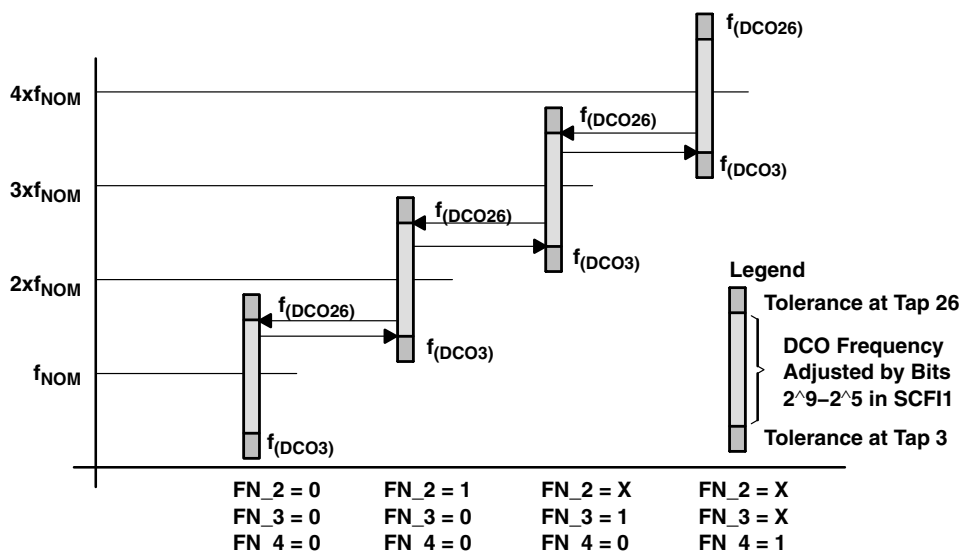 f(DCO26)
4xfNOM
f(DCO26)
f(DCO3)
3xfNOM
f(DCO26)
f(DCO3)
Legend
2xfNOM
f(DCO26)
Tolerance at Tap 26
f(DCO3)
DCO Frequency
Adjusted by Bits
2^9–2^5 in SCFI1
fNOM
f(DCO3)
Tolerance at Tap 3
FN_2 = 0 FN_2 = 1 FN_2 = X FN_2 = X
FN_3 = 0 FN_3 = 0 FN_3 = 1 FN_3 = X
FN_4 = 0 FN_4 = 0 FN_4 = 0 FN_4 = 1